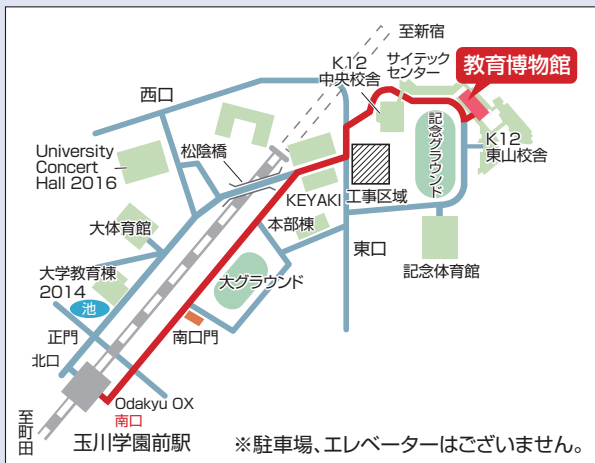 至新宿
K.12
中央校舎
サイテック
センター
教育博物館
西口
松陰橋
記念グラウンド
K.12
東山校舎
University
Concert
Hall 2016
KEYAKI
工事区域
本部棟
大体育館
東口
記念体育館
大学教育棟
2014
大グラウンド
池
正門
南口門
北口
Odakyu OX
南口
至町田
玉川学園前駅
※駐車場、エレベーターはございません。